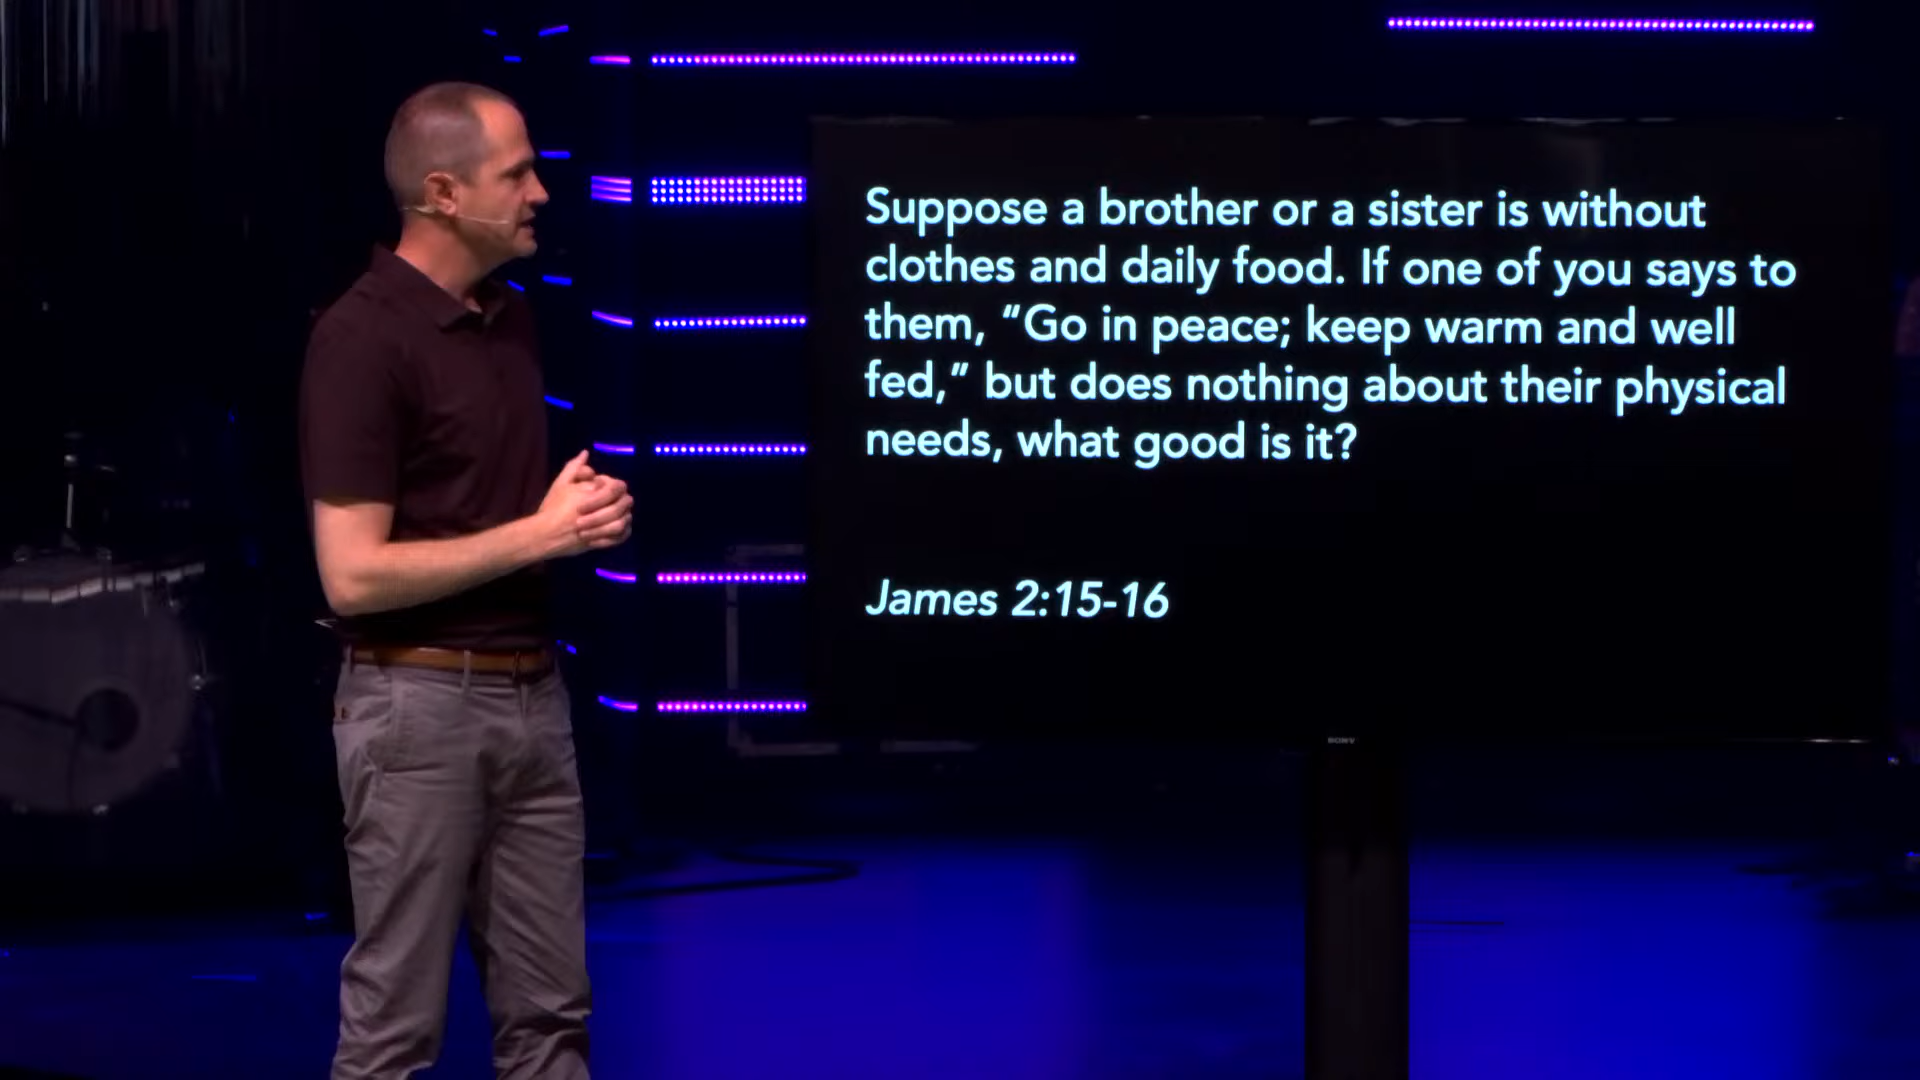 Suppose a brother or a sister is without
clothes and daily food. If one of you says to
them, “Go in peace; keep warm and well
fed,” but does nothing about their physical
needs, what good is it?
James 2:15-16
SONY